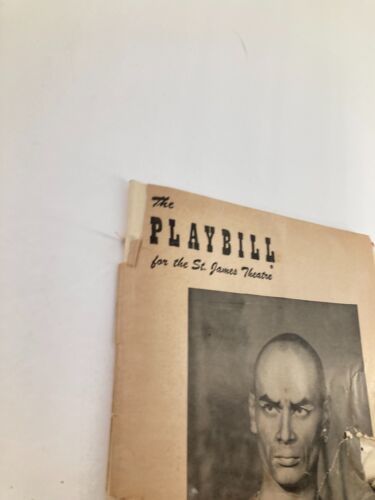 The
PLAYBILL
for the St. James Theatre